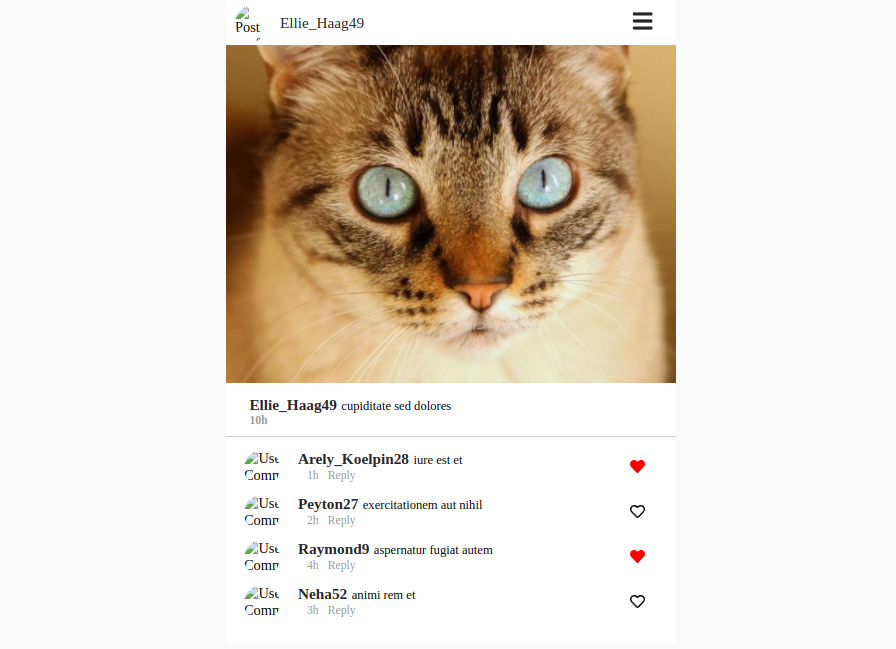 Post
Ellie_Haag49
Ellie_Haag49 cupiditate sed dolores
10h
Use
Comm
Arely_Koelpin28 iure est et
1h Reply
Use
Comm
Peyton27 exercitationem aut nihil
2h Reply
Use
Comm
Raymond9 aspernatur fugiat autem
4h Reply
Use
Comm
Neha52 animi rem et
3h Reply